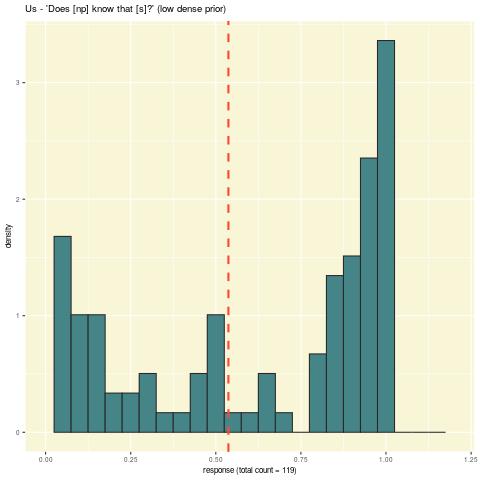 Us - 'Does [np] know that [s]?' (low dense prior)
3
2
1
0
density
0.00 0.25 0.50 0.75 1.00 1.25
response (total count = 119)